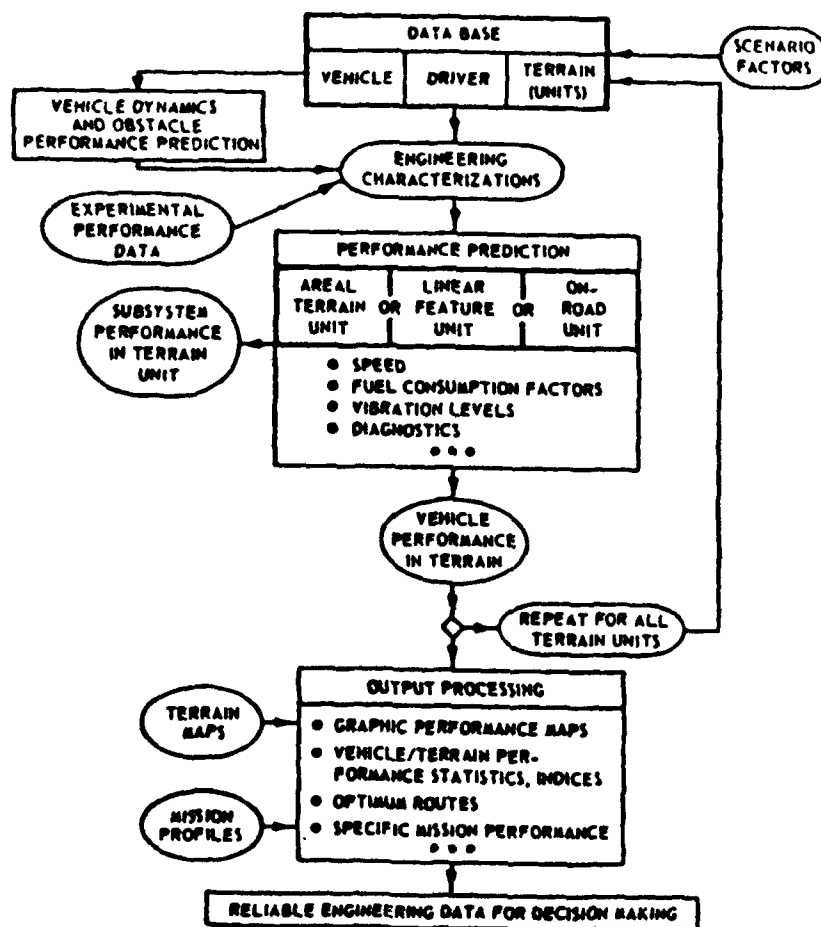 DATA BASE
SCENARIO
FACTORS
VEHICLE
DRIVER
TERRAIN
(UNITS)
VEHICLE DYNAMICS
AND OBSTACLE
PERFORMANCE PREDICTION
ENGINEERING
CHARACTERIZATIONS
EXPERIMENTAL
PERFORMANCE
DATA
PERFORMANCE PREDICTION
AREAL
TERRAIN
UNIT
OR
LINEAR
FEATURE
UNIT
OR
ON-
ROAD
UNIT
SUBSYSTEM
PERFORMANCE
IN TERRAIN
UNIT
• SPEED
• FUEL CONSUMPTION FACTORS
• VIBRATION LEVELS
• DIAGNOSTICS
• • •
VEHICLE
PERFORMANCE
IN TERRAIN
REPEAT FOR ALL
TERRAIN UNITS
OUTPUT PROCESSING
TERRAIN
MAPS
• GRAPHIC PERFORMANCE MAPS
• VEHICLE/TERRAIN PER-
FORMANCE STATISTICS, INDICES
• OPTIMUM ROUTES
• SPECIFIC MISSION PERFORMANCE
• • •
MISSION
PROFILES
RELIABLE ENGINEERING DATA FOR DECISION MAKING